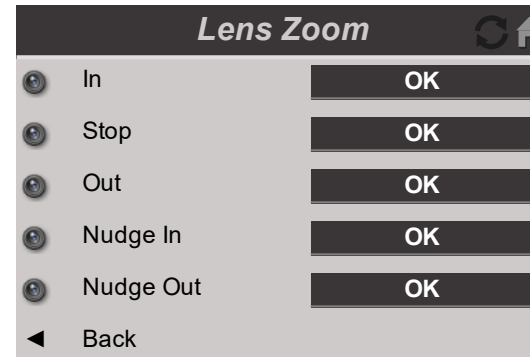 Lens Zoom
In OK
Stop OK
Out OK
Nudge In OK
Nudge Out OK
Back